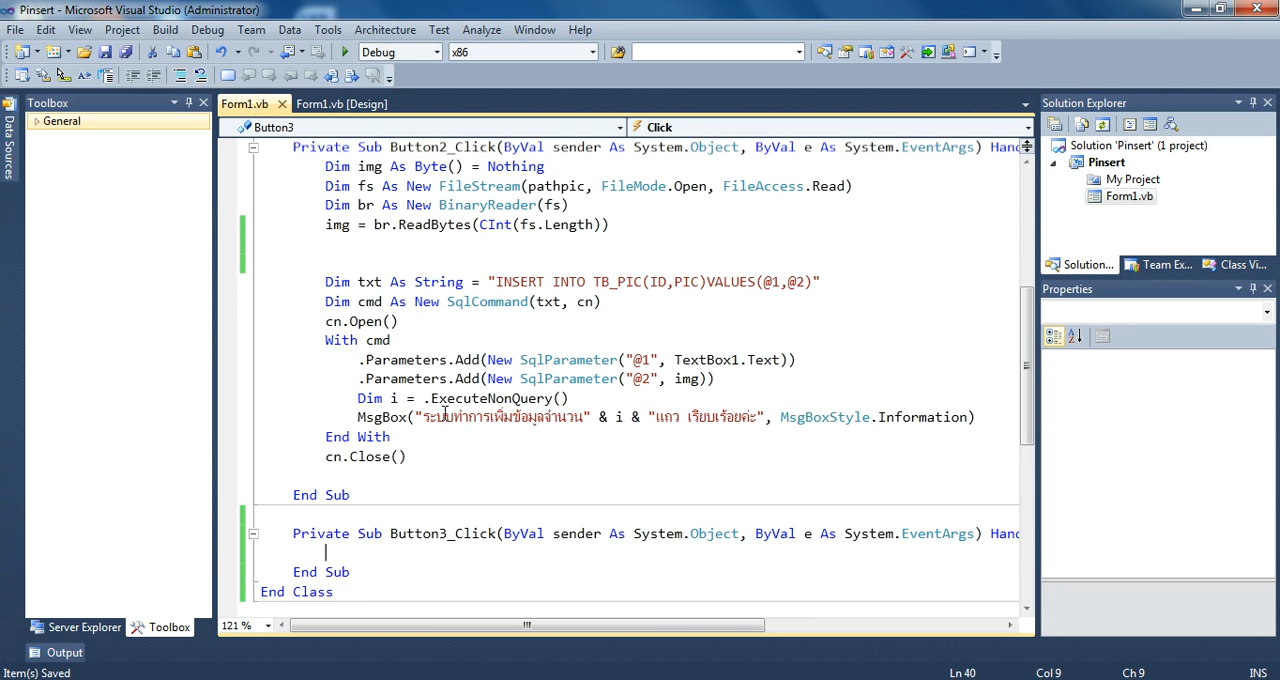 Pinsert - Microsoft Visual Studio (Administrator)
File Edit View Project Build Debug Team Data Tools Architecture Test Analyze Window Help
Debug x86
Toolbox
General
Data Sources
Form1.vb Form1.vb [Design]
Button3 Click
Private Sub Button2_Click(ByVal sender As System.Object, ByVal e As System.EventArgs) Hand
Dim img As Byte() = Nothing
Dim fs As New FileStream(pathpic, FileMode.Open, FileAccess.Read)
Dim br As New BinaryReader(fs)
img = br.ReadBytes(CInt(fs.Length))
Dim txt As String = "INSERT INTO TB_PIC(ID,PIC)VALUES(@1,@2)"
Dim cmd As New SqlCommand(txt, cn)
cn.Open()
With cmd
.Parameters.Add(New SqlParameter("@1", TextBox1.Text))
.Parameters.Add(New SqlParameter("@2", img))
Dim i = .ExecuteNonQuery()
MsgBox("ระบบทำการเพิ่มข้อมูลจำนวน" & i & "แถว เรียบเร้อยค่ะ", MsgBoxStyle.Information)
End With
cn.Close()
End Sub
Private Sub Button3_Click(ByVal sender As System.Object, ByVal e As System.EventArgs) Hand
End Sub
End Class
121 %
Server Explorer Toolbox
Output
Item(s) Saved
Ln 40 Col 9 Ch 9 INS
Solution Explorer
Solution 'Pinsert' (1 project)
Pinsert
My Project
Form1.vb
Solution... Team Ex... Class Vi...
Properties